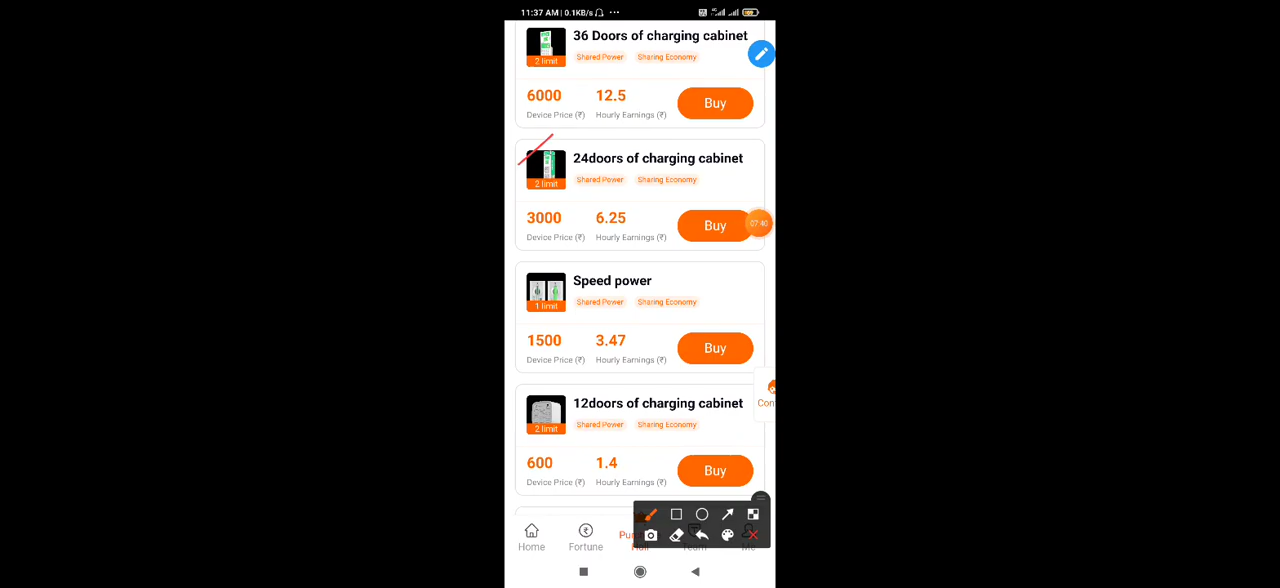 11:37 AM | 0.1KB/s
36 Doors of charging cabinet
2 limit
Shared Power Sharing Economy
6000 12.5 Buy
Device Price (₹) Hourly Earnings (₹)
24doors of charging cabinet
2 limit
Shared Power Sharing Economy
3000 6.25 Buy
07:40
Device Price (₹) Hourly Earnings (₹)
Speed power
1 limit
Shared Power Sharing Economy
1500 3.47 Buy
Device Price (₹) Hourly Earnings (₹)
12doors of charging cabinet
2 limit
Shared Power Sharing Economy
600 1.4 Buy
Device Price (₹) Hourly Earnings (₹)
Home Fortune Hall Team Me